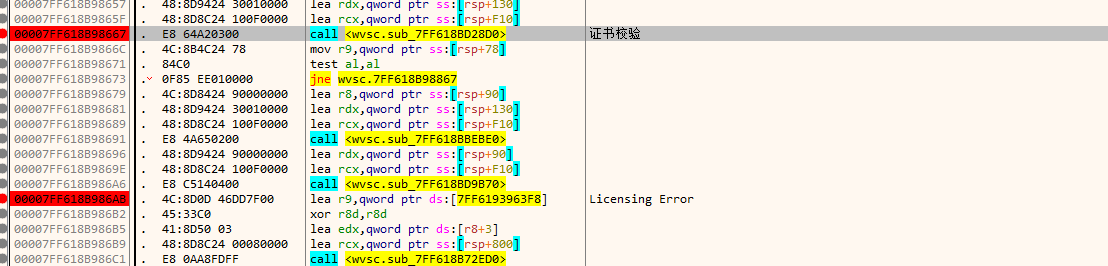 00007FF618B98657 . 48:8D9424 30010000 lea rdx,qword ptr ss:[rsp+130]
00007FF618B9865F . 48:8D8C24 100F0000 lea rcx,qword ptr ss:[rsp+F10]
00007FF618B98667 . E8 64A20300 call <wvsc.sub_7FF618BD28D0> 证书校验
00007FF618B9866C . 4C:8B4C24 78 mov r9,qword ptr ss:[rsp+78]
00007FF618B98671 . 84C0 test al,al
00007FF618B98673 . 0F85 EE010000 jne wvsc.7FF618B98867
00007FF618B98679 . 4C:8D8424 90000000 lea r8,qword ptr ss:[rsp+90]
00007FF618B98681 . 48:8D9424 30010000 lea rdx,qword ptr ss:[rsp+130]
00007FF618B98689 . 48:8D8C24 100F0000 lea rcx,qword ptr ss:[rsp+F10]
00007FF618B98691 . E8 4A650200 call <wvsc.sub_7FF618BBEBE0>
00007FF618B98696 . 48:8D9424 90000000 lea rdx,qword ptr ss:[rsp+90]
00007FF618B9869E . 48:8D8C24 100F0000 lea rcx,qword ptr ss:[rsp+F10]
00007FF618B986A6 . E8 C5140400 call <wvsc.sub_7FF618BD9B70>
00007FF618B986AB . 4C:8D0D 46DD7F00 lea r9,qword ptr ds:[7FF6193963F8] Licensing Error
00007FF618B986B2 . 45:33C0 xor r8d,r8d
00007FF618B986B5 . 41:8D50 03 lea edx,qword ptr ds:[r8+3]
00007FF618B986B9 . 48:8D8C24 00080000 lea rcx,qword ptr ss:[rsp+800]
00007FF618B986C1 . E8 0AA8FDFF call <wvsc.sub_7FF618B72ED0>